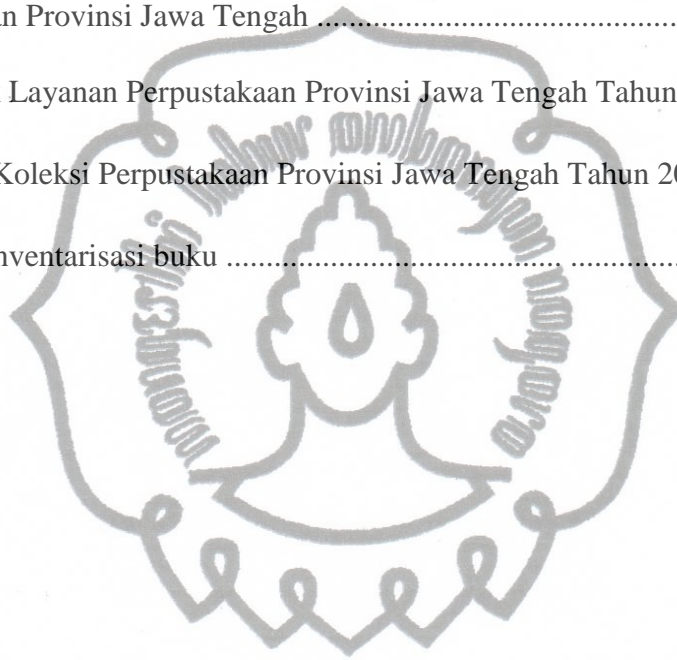 an Provinsi Jawa Tengah ..........................................
Layanan Perpustakaan Provinsi Jawa Tengah Tahun
Koleksi Perpustakaan Provinsi Jawa Tengah Tahun 20
nventarisasi buku ....................................... ..............